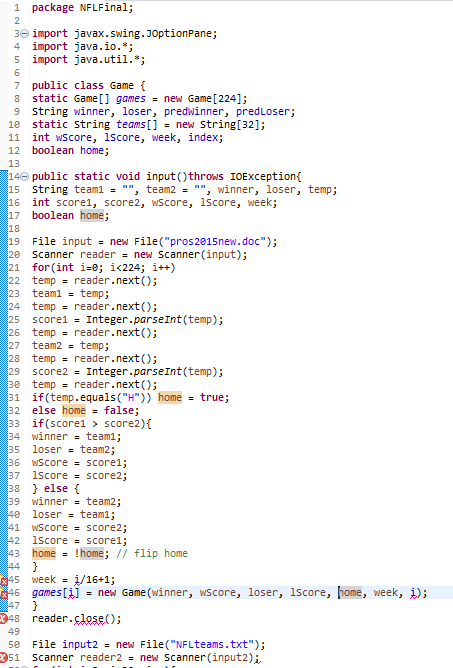 1 package NFLFinal;
2
3 import javax.swing.JOptionPane;
4 import java.io.*;
5 import java.util.*;
6
7 public class Game {
8 static Game[] games = new Game[224];
9 String winner, loser, predWinner, predLoser;
10 static String teams[] = new String[32];
11 int wScore, lScore, week, index;
12 boolean home;
13
14 public static void input()throws IOException{
15 String team1 = "", team2 = "", winner, loser, temp;
16 int score1, score2, wScore, lScore, week;
17 boolean home;
18
19 File input = new File("pros2015new.doc");
20 Scanner reader = new Scanner(input);
21 for(int i=0; i<224; i++)
22 temp = reader.next();
23 team1 = temp;
24 temp = reader.next();
25 score1 = Integer.parseInt(temp);
26 temp = reader.next();
27 team2 = temp;
28 temp = reader.next();
29 score2 = Integer.parseInt(temp);
30 temp = reader.next();
31 if(temp.equals("H")) home = true;
32 else home = false;
33 if(score1 > score2){
34 winner = team1;
35 loser = team2;
36 wScore = score1;
37 lScore = score2;
38 } else {
39 winner = team2;
40 loser = team1;
41 wScore = score2;
42 lScore = score1;
43 home = !home; // flip home
44 }
45 week = i/16+1;
46 games[i] = new Game(winner, wScore, loser, lScore, home, week, i);
47 }
48 reader.close();
49
50 File input2 = new File("NFLteams.txt");
51 Scanner reader2 = new Scanner(input2);